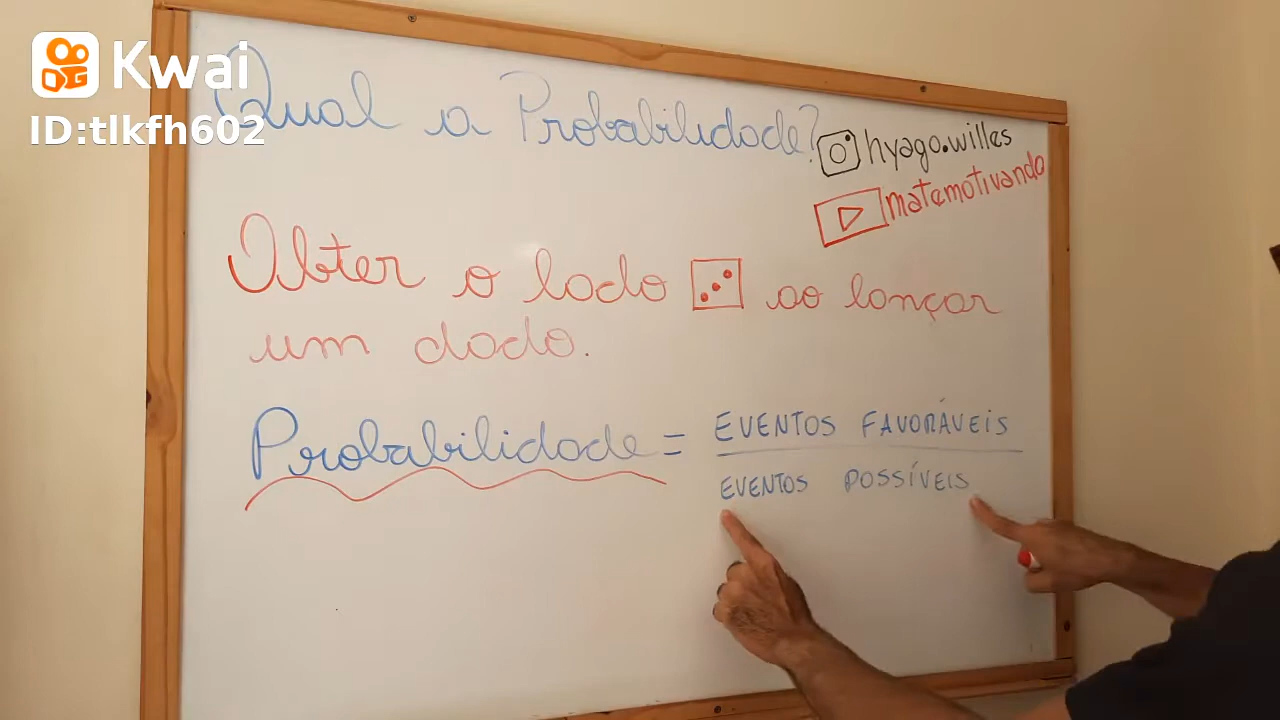 Kwai
ID:tlkfh602
Qual a Probabilidade?
hyago.willes
matemotivando
Obter o lado ao lançar
um dado.
Probabilidade = EVENTOS FAVORÁVEIS
EVENTOS POSSÍVEIS